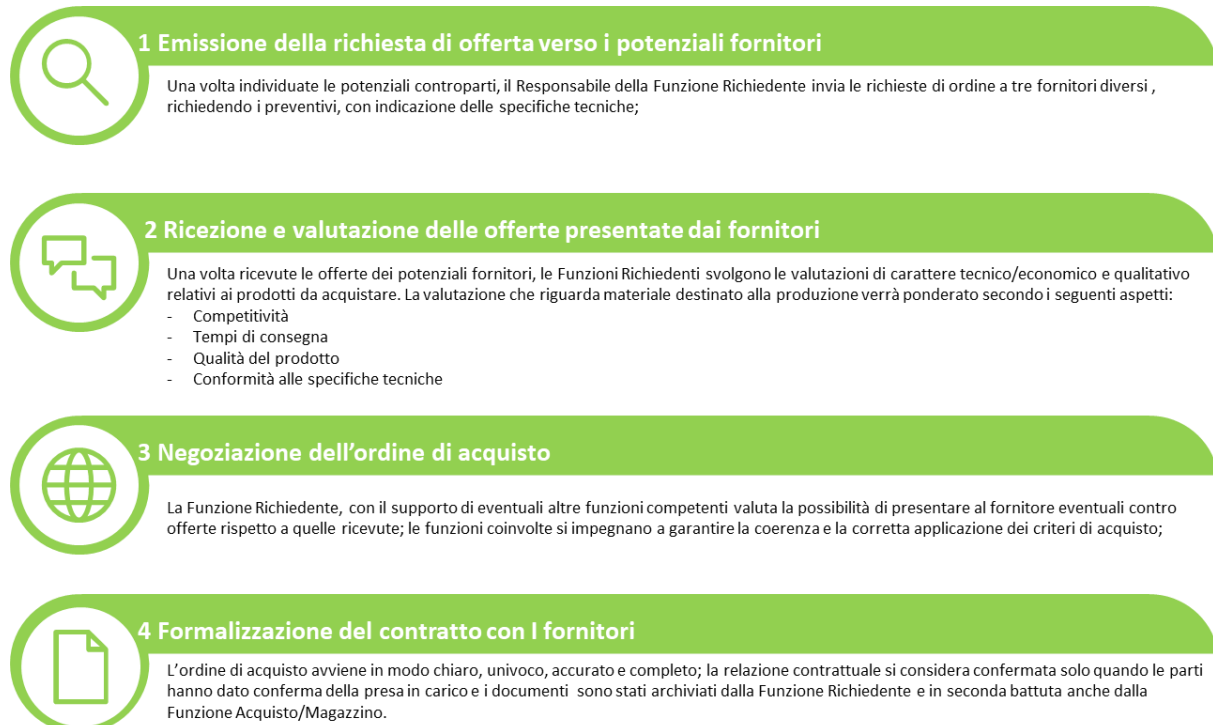 1 Emissione della richiesta di offerta verso i potenziali fornitori
Una volta individuate le potenziali controparti, il Responsabile della Funzione Richiedente invia le richieste di ordine a tre fornitori diversi ,
richiedendo i preventivi, con indicazione delle specifiche tecniche;
2 Ricezione e valutazione delle offerte presentate dai fornitori
Una volta ricevute le offerte dei potenziali fornitori, le Funzioni Richiedenti svolgono le valutazioni di carattere tecnico/economico e qualitativo
relativi ai prodotti da acquistare. La valutazione che riguarda materiale destinato alla produzione verrà ponderato secondo i seguenti aspetti:
- Competitività
- Tempi di consegna
- Qualità del prodotto
- Conformità alle specifiche tecniche
3 Negoziazione dell’ordine di acquisto
La Funzione Richiedente, con il supporto di eventuali altre funzioni competenti valuta la possibilità di presentare al fornitore eventuali contro
offerte rispetto a quelle ricevute; le funzioni coinvolte si impegnano a garantire la coerenza e la corretta applicazione dei criteri di acquisto;
4 Formalizzazione del contratto con I fornitori
L’ordine di acquisto avviene in modo chiaro, univoco, accurato e completo; la relazione contrattuale si considera confermata solo quando le parti
hanno dato conferma della presa in carico e i documenti sono stati archiviati dalla Funzione Richiedente e in seconda battuta anche dalla
Funzione Acquisto/Magazzino.